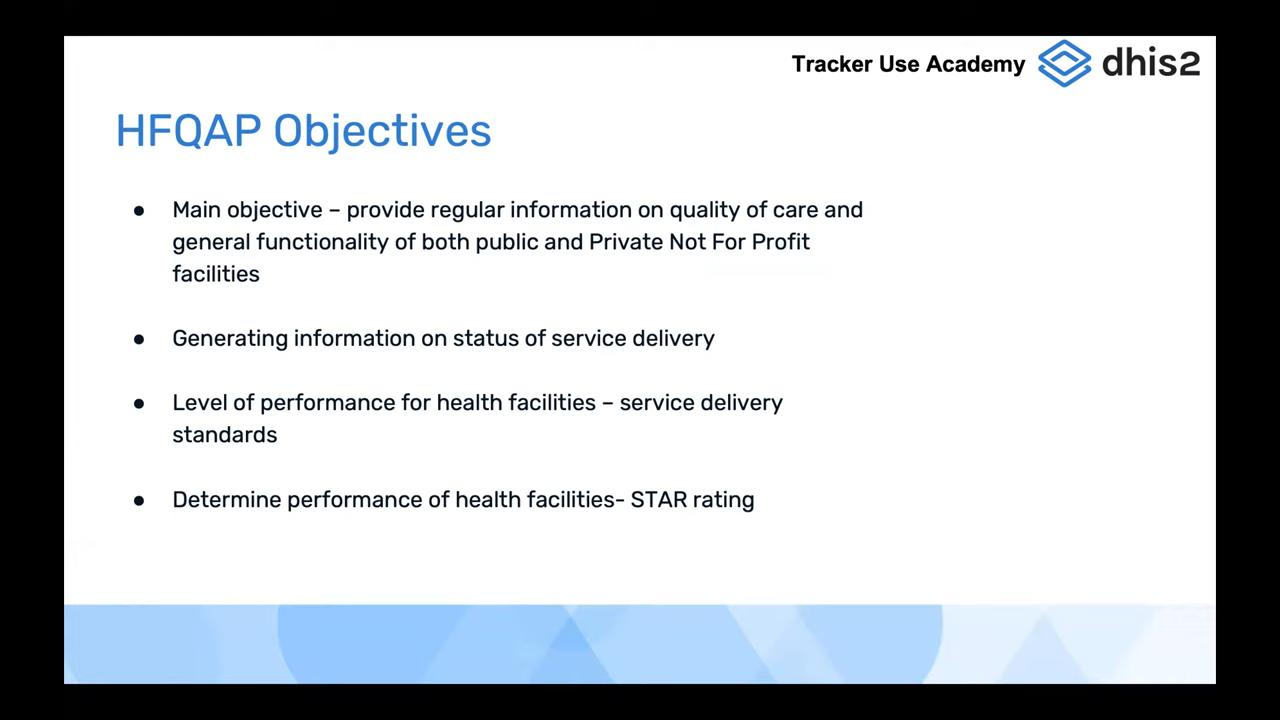 Tracker Use Academy dhis2
HFQAP Objectives
● Main objective – provide regular information on quality of care and
general functionality of both public and Private Not For Profit
facilities
● Generating information on status of service delivery
● Level of performance for health facilities – service delivery
standards
● Determine performance of health facilities- STAR rating